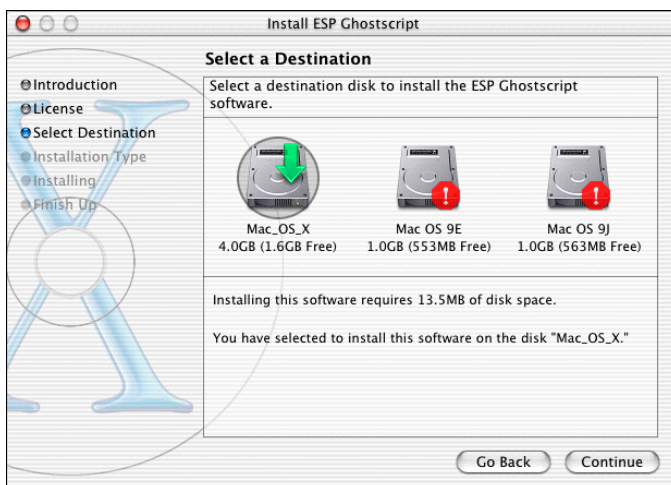 Install ESP Ghostscript
Select a Destination
Introduction
License
Select Destination
Installation Type
Installing
Finish Up
Select a destination disk to install the ESP Ghostscript
software.
Mac_OS_X
4.0GB (1.6GB Free)
Mac OS 9E
1.0GB (553MB Free)
Mac OS 9J
1.0GB (563MB Free)
Installing this software requires 13.5MB of disk space.
You have selected to install this software on the disk "Mac_OS_X."
Go Back
Continue